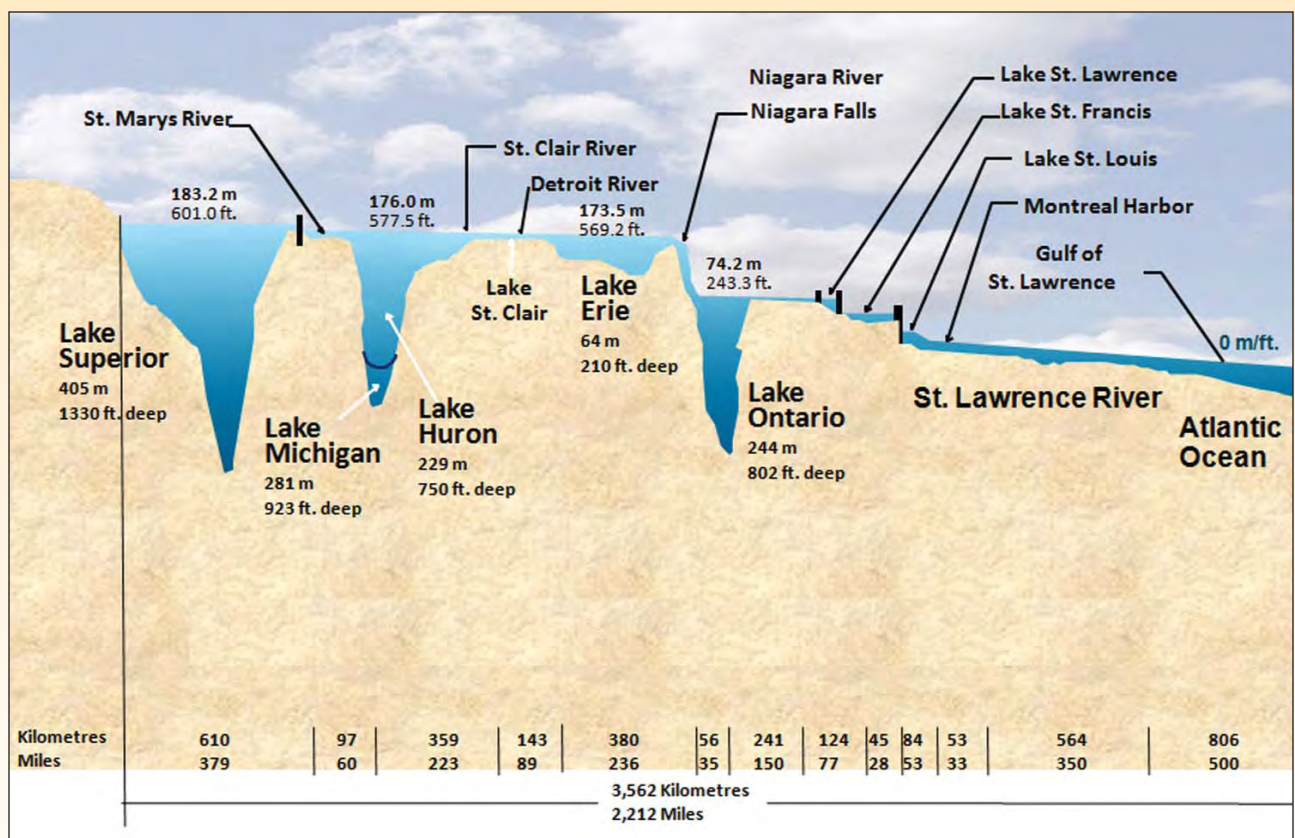 Niagara River
Niagara Falls
Lake St. Lawrence
Lake St. Francis
Lake St. Louis
Montreal Harbor
Gulf of
St. Lawrence
St. Marys River
St. Clair River
Detroit River
183.2 m
601.0 ft.
176.0 m
577.5 ft.
173.5 m
569.2 ft.
74.2 m
243.3 ft.
0 m/ft.
Lake
Superior
405 m
1330 ft. deep
Lake
Michigan
281 m
923 ft. deep
Lake
Huron
229 m
750 ft. deep
Lake
St. Clair
Lake
Erie
64 m
210 ft. deep
Lake
Ontario
244 m
802 ft. deep
St. Lawrence River
Atlantic
Ocean
Kilometres 610 97 359 143 380 56 241 124 45 84 53 564 806
Miles 379 60 223 89 236 35 150 77 28 53 33 350 500
3,562 Kilometres
2,212 Miles